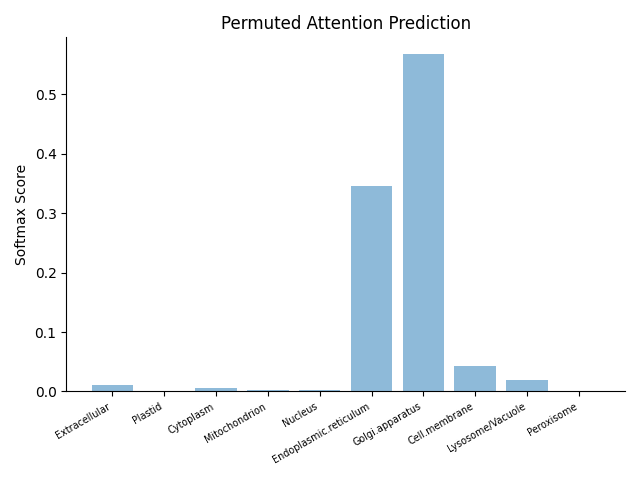 Permuted Attention Prediction
Softmax Score
0.5
0.4
0.3
0.2
0.1
0.0
Extracellular
Plastid
Cytoplasm
Mitochondrion
Nucleus
Endoplasmic.reticulum
Golgi.apparatus
Cell.membrane
Lysosome/Vacuole
Peroxisome